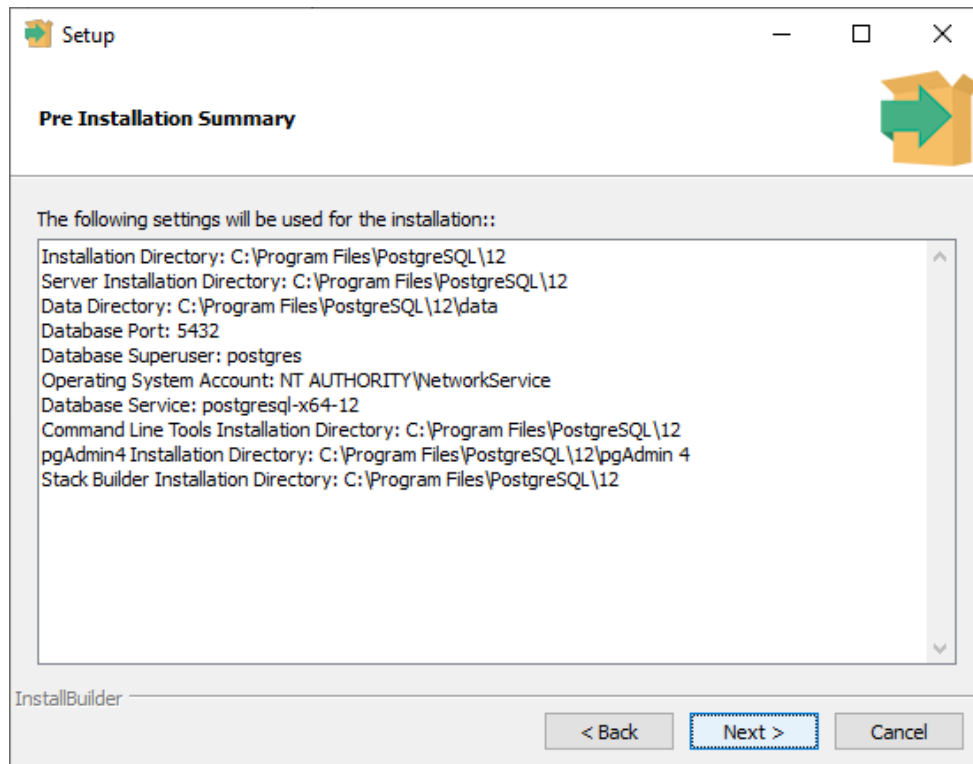 Setup
Pre Installation Summary
The following settings will be used for the installation::
Installation Directory: C:\Program Files\PostgreSQL\12
Server Installation Directory: C:\Program Files\PostgreSQL\12
Data Directory: C:\Program Files\PostgreSQL\12\data
Database Port: 5432
Database Superuser: postgres
Operating System Account: NT AUTHORITY\NetworkService
Database Service: postgresql-x64-12
Command Line Tools Installation Directory: C:\Program Files\PostgreSQL\12
pgAdmin4 Installation Directory: C:\Program Files\PostgreSQL\12\pgAdmin 4
Stack Builder Installation Directory: C:\Program Files\PostgreSQL\12
InstallBuilder
< Back Next > Cancel